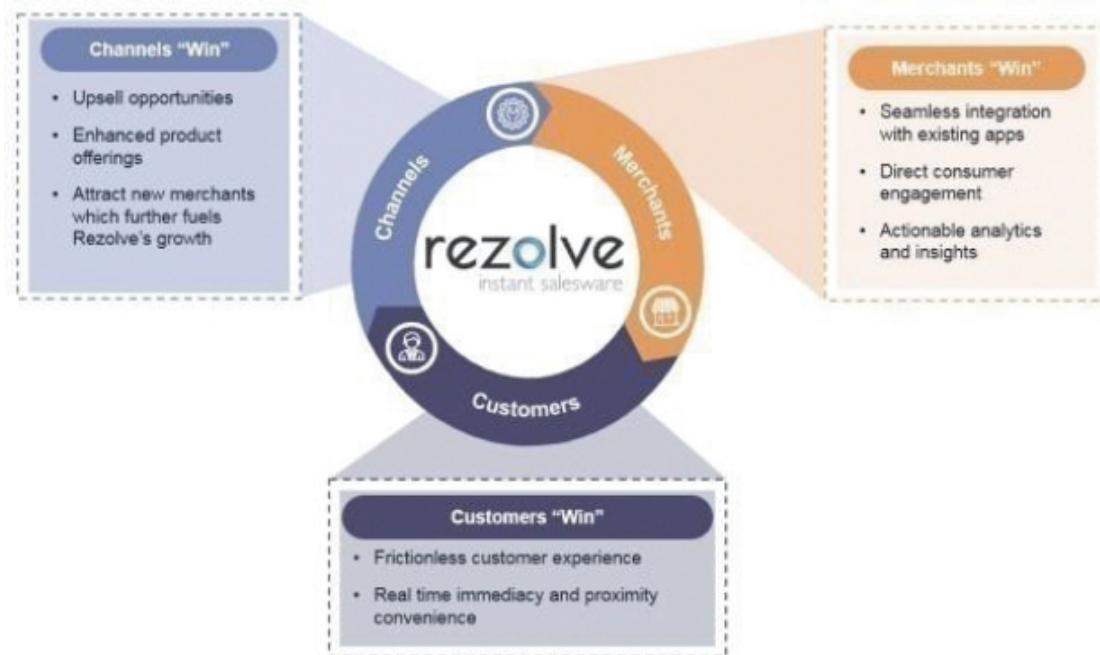 Channels “Win”
• Upsell opportunities
• Enhanced product
offerings
• Attract new merchants
which further fuels
Rezolve’s growth
Merchants “Win”
• Seamless integration
with existing apps
• Direct consumer
engagement
• Actionable analytics
and insights
Channels
Merchants
rezolve
instant salesware
Customers
Customers “Win”
• Frictionless customer experience
• Real time immediacy and proximity
convenience